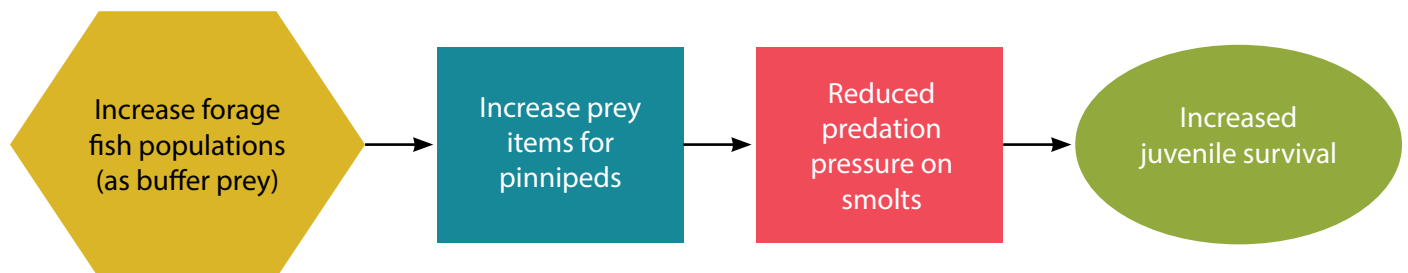 Increase forage
fish populations
(as buffer prey)
Increase prey
items for
pinnipeds
Reduced
predation
pressure on
smolts
Increased
juvenile survival